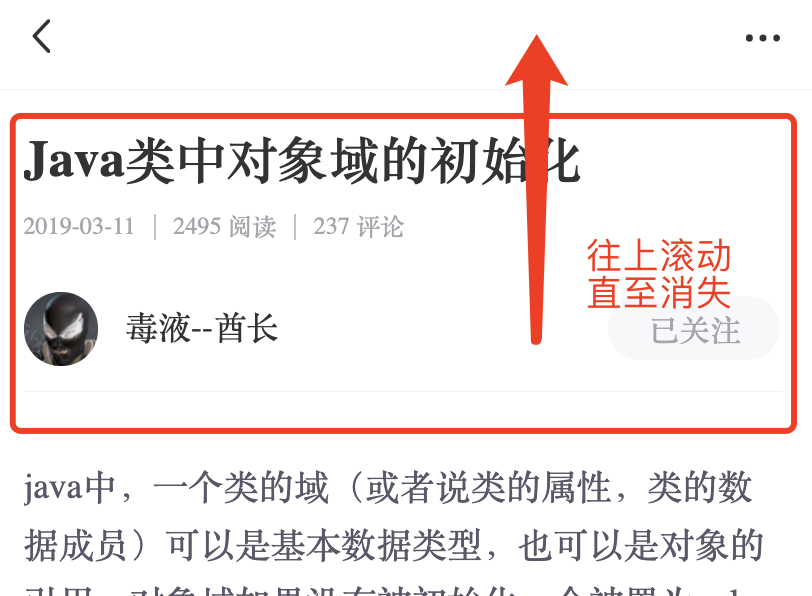 Java类中对象域的初始化
2019-03-11 | 2495 阅读 | 237 评论
往上滚动
直至消失
毒液--酋长
已关注
java中，一个类的域（或者说类的属性，类的数
据成员）可以是基本数据类型，也可以是对象的